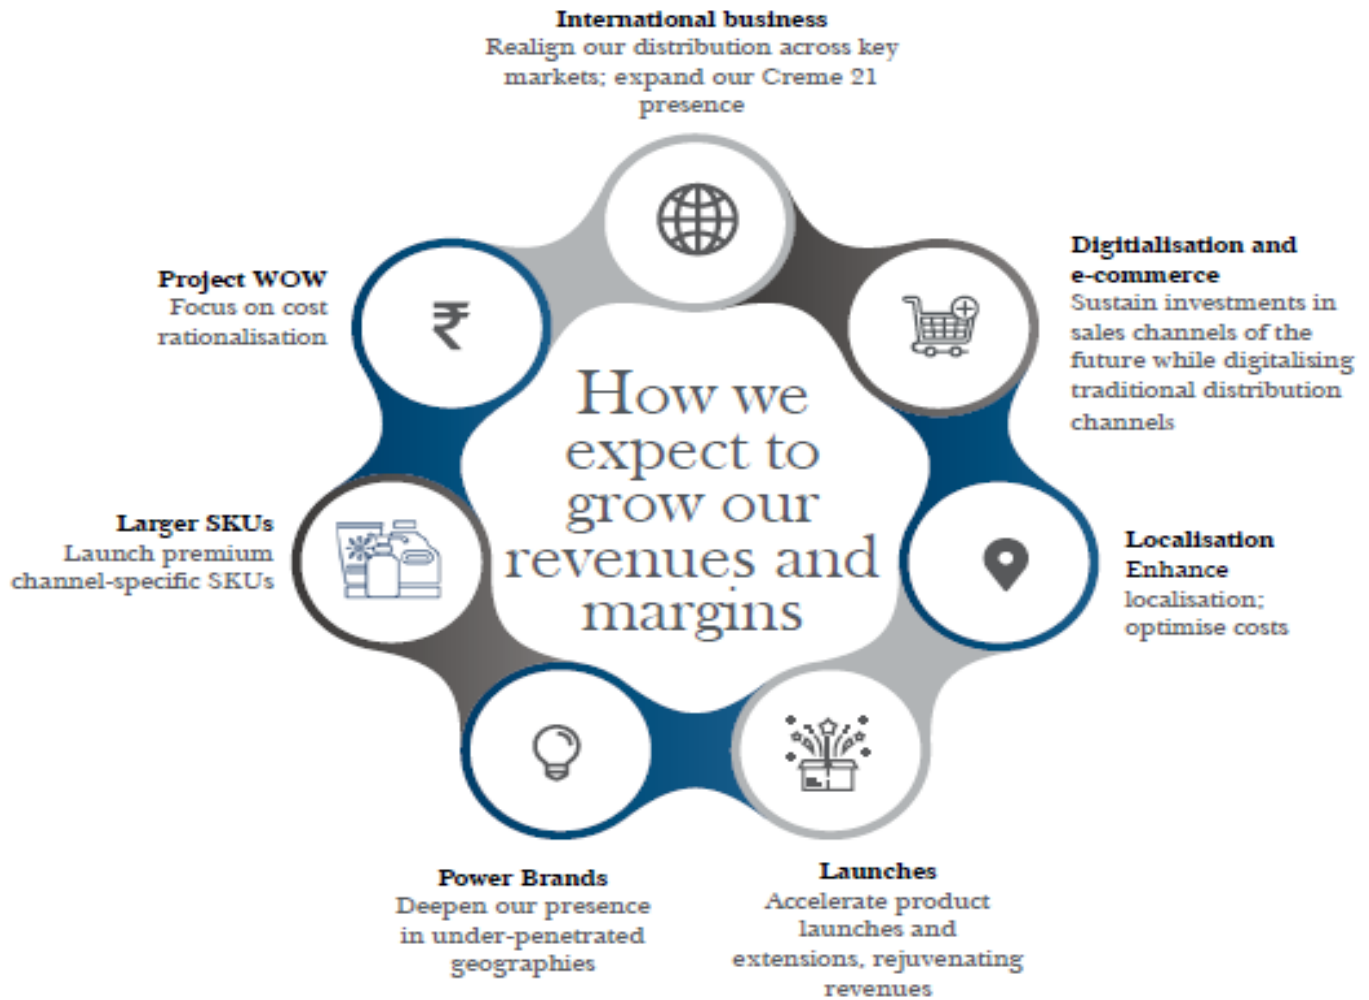 International business
Realign our distribution across key
markets; expand our Creme 21
presence
Digitialisation and
e-commerce
Sustain investments in
sales channels of the
future while digitalising
traditional distribution
channels
Localisation
Enhance
localisation;
optimise costs
Launches
Accelerate product
launches and
extensions, rejuvenating
revenues
Power Brands
Deepen our presence
in under-penetrated
geographies
Larger SKUs
Launch premium
channel-specific SKUs
Project WOW
Focus on cost
rationalisation
₹
How we
expect to
grow our
revenues and
margins